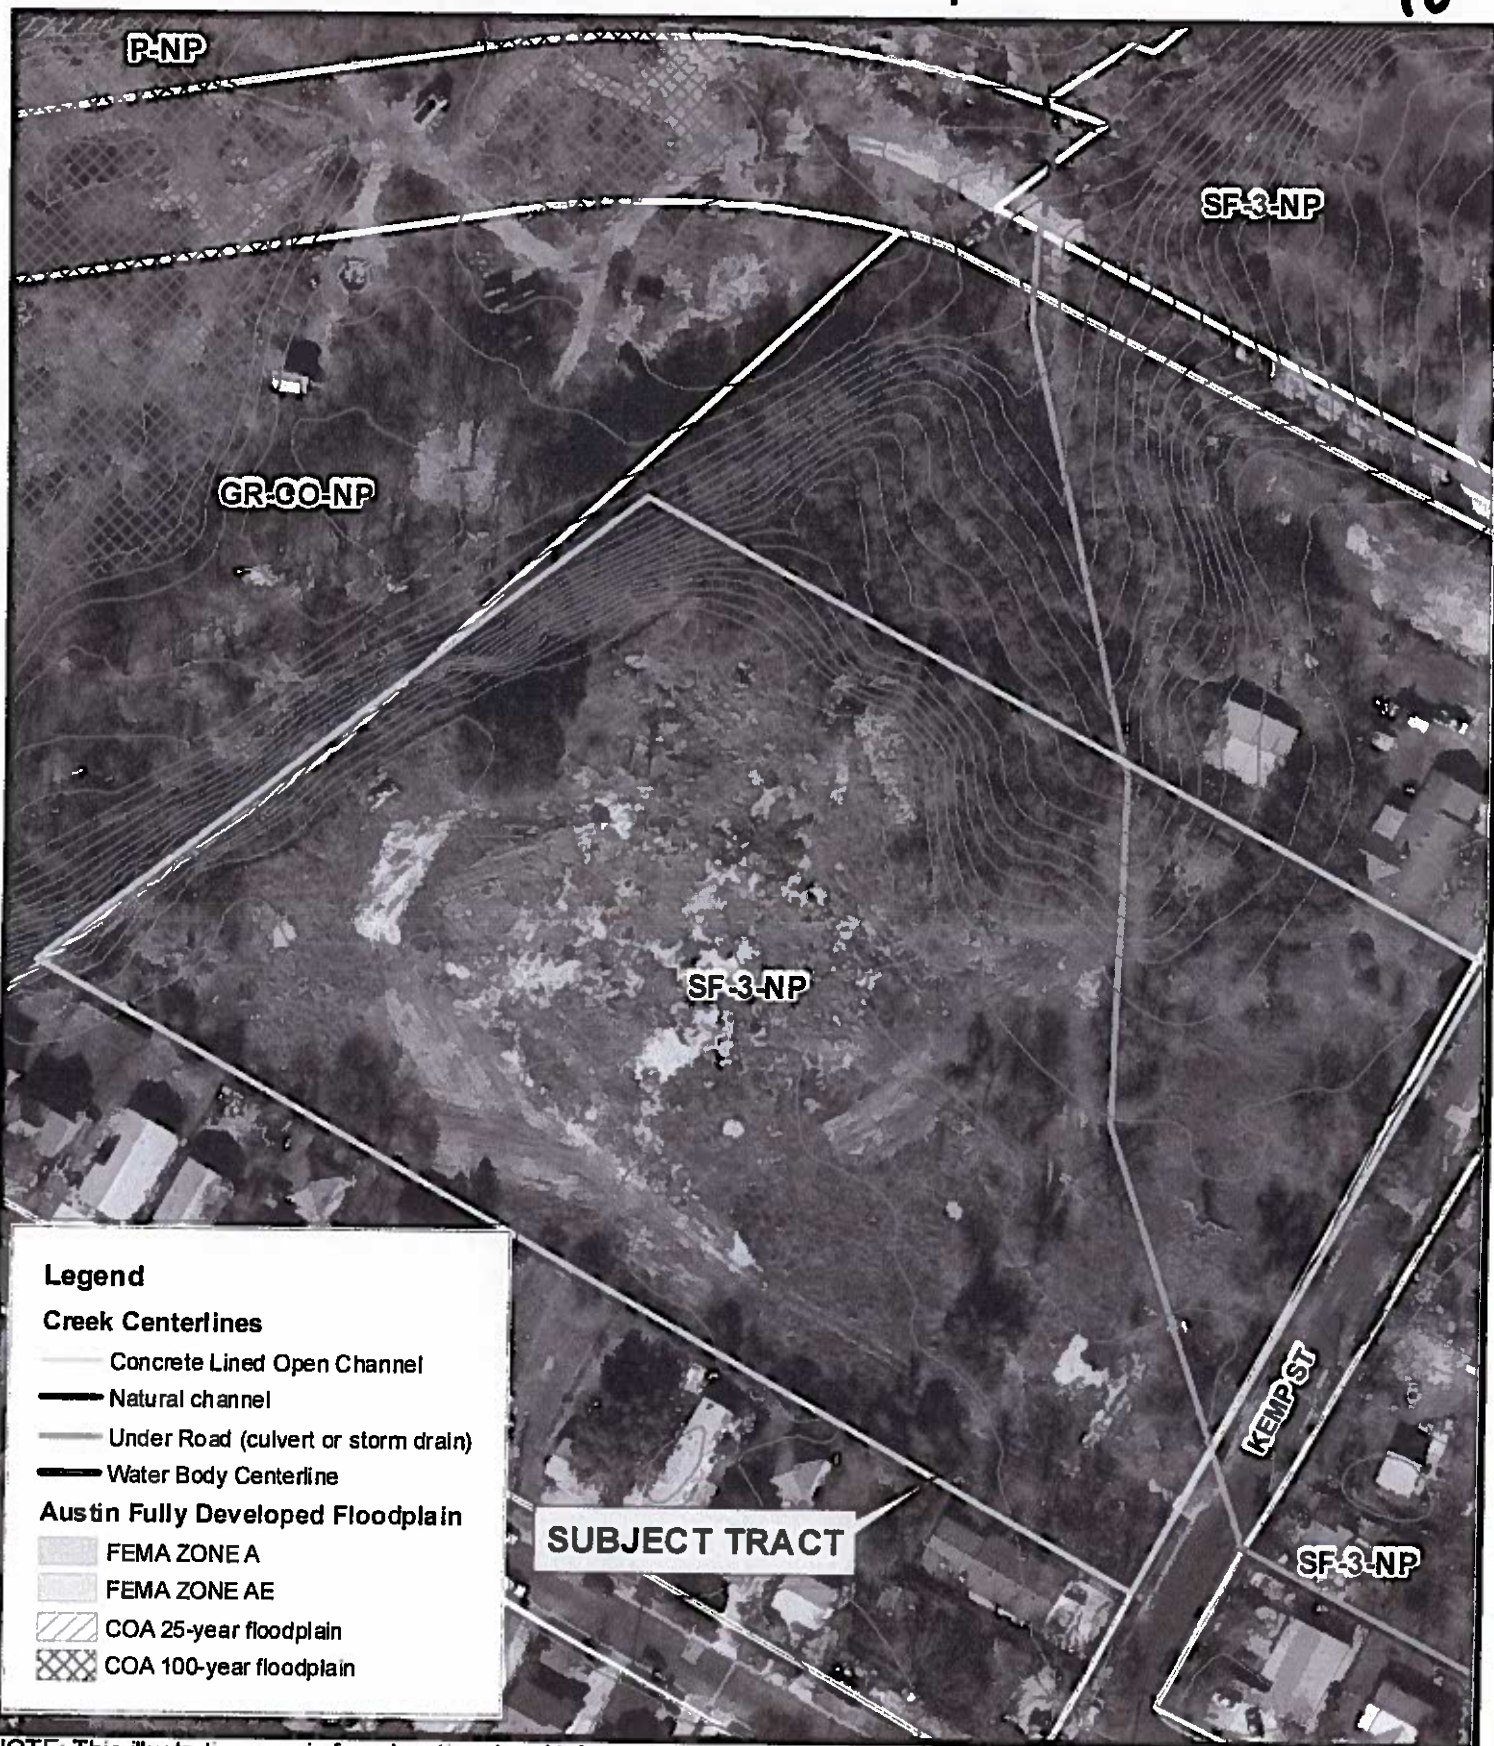 10
P-NP
SF-3-NP
GR-CO-NP
SF-3-NP
KEMP ST
SUBJECT TRACT
SF-3-NP
Legend
Creek Centerlines
Concrete Lined Open Channel
Natural channel
Under Road (culvert or storm drain)
Water Body Centerline
Austin Fully Developed Floodplain
FEMA ZONE A
FEMA ZONE AE
COA 25-year floodplain
COA 100-year floodplain